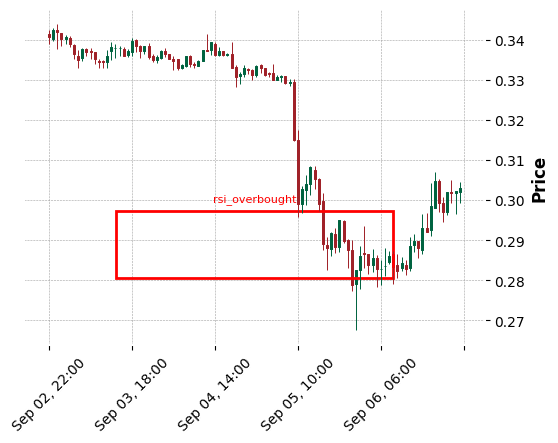 0.34
0.33
0.32
0.31
0.30
0.29
0.28
0.27
Price
rsi_overbought
Sep 02, 22:00
Sep 03, 18:00
Sep 04, 14:00
Sep 05, 10:00
Sep 06, 06:00